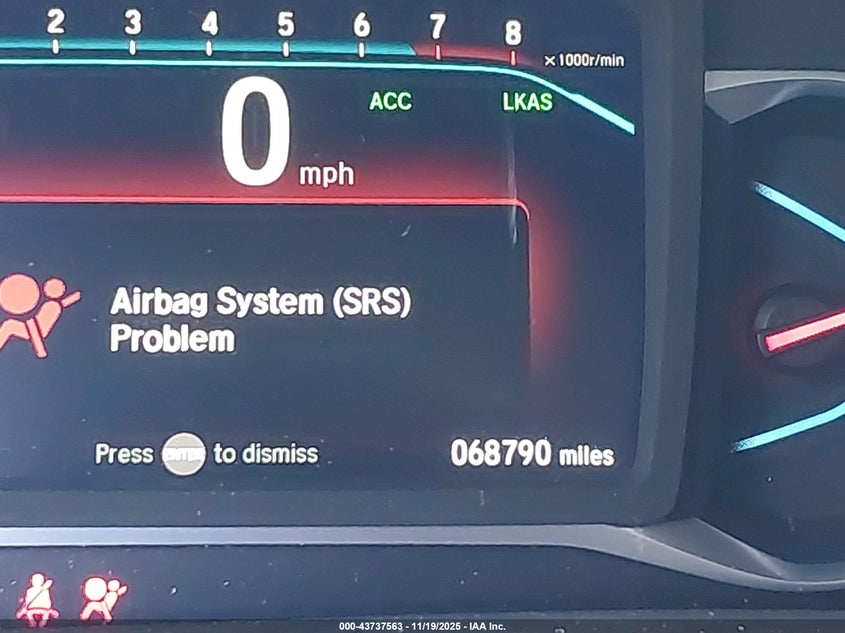 2 3 4 5 6 7 8
×1000r/min
0 mph
ACC LKAS
Airbag System (SRS)
Problem
Press ENTER to dismiss
068790 miles
000-43737563 - 11/19/2025 - IAA Inc.